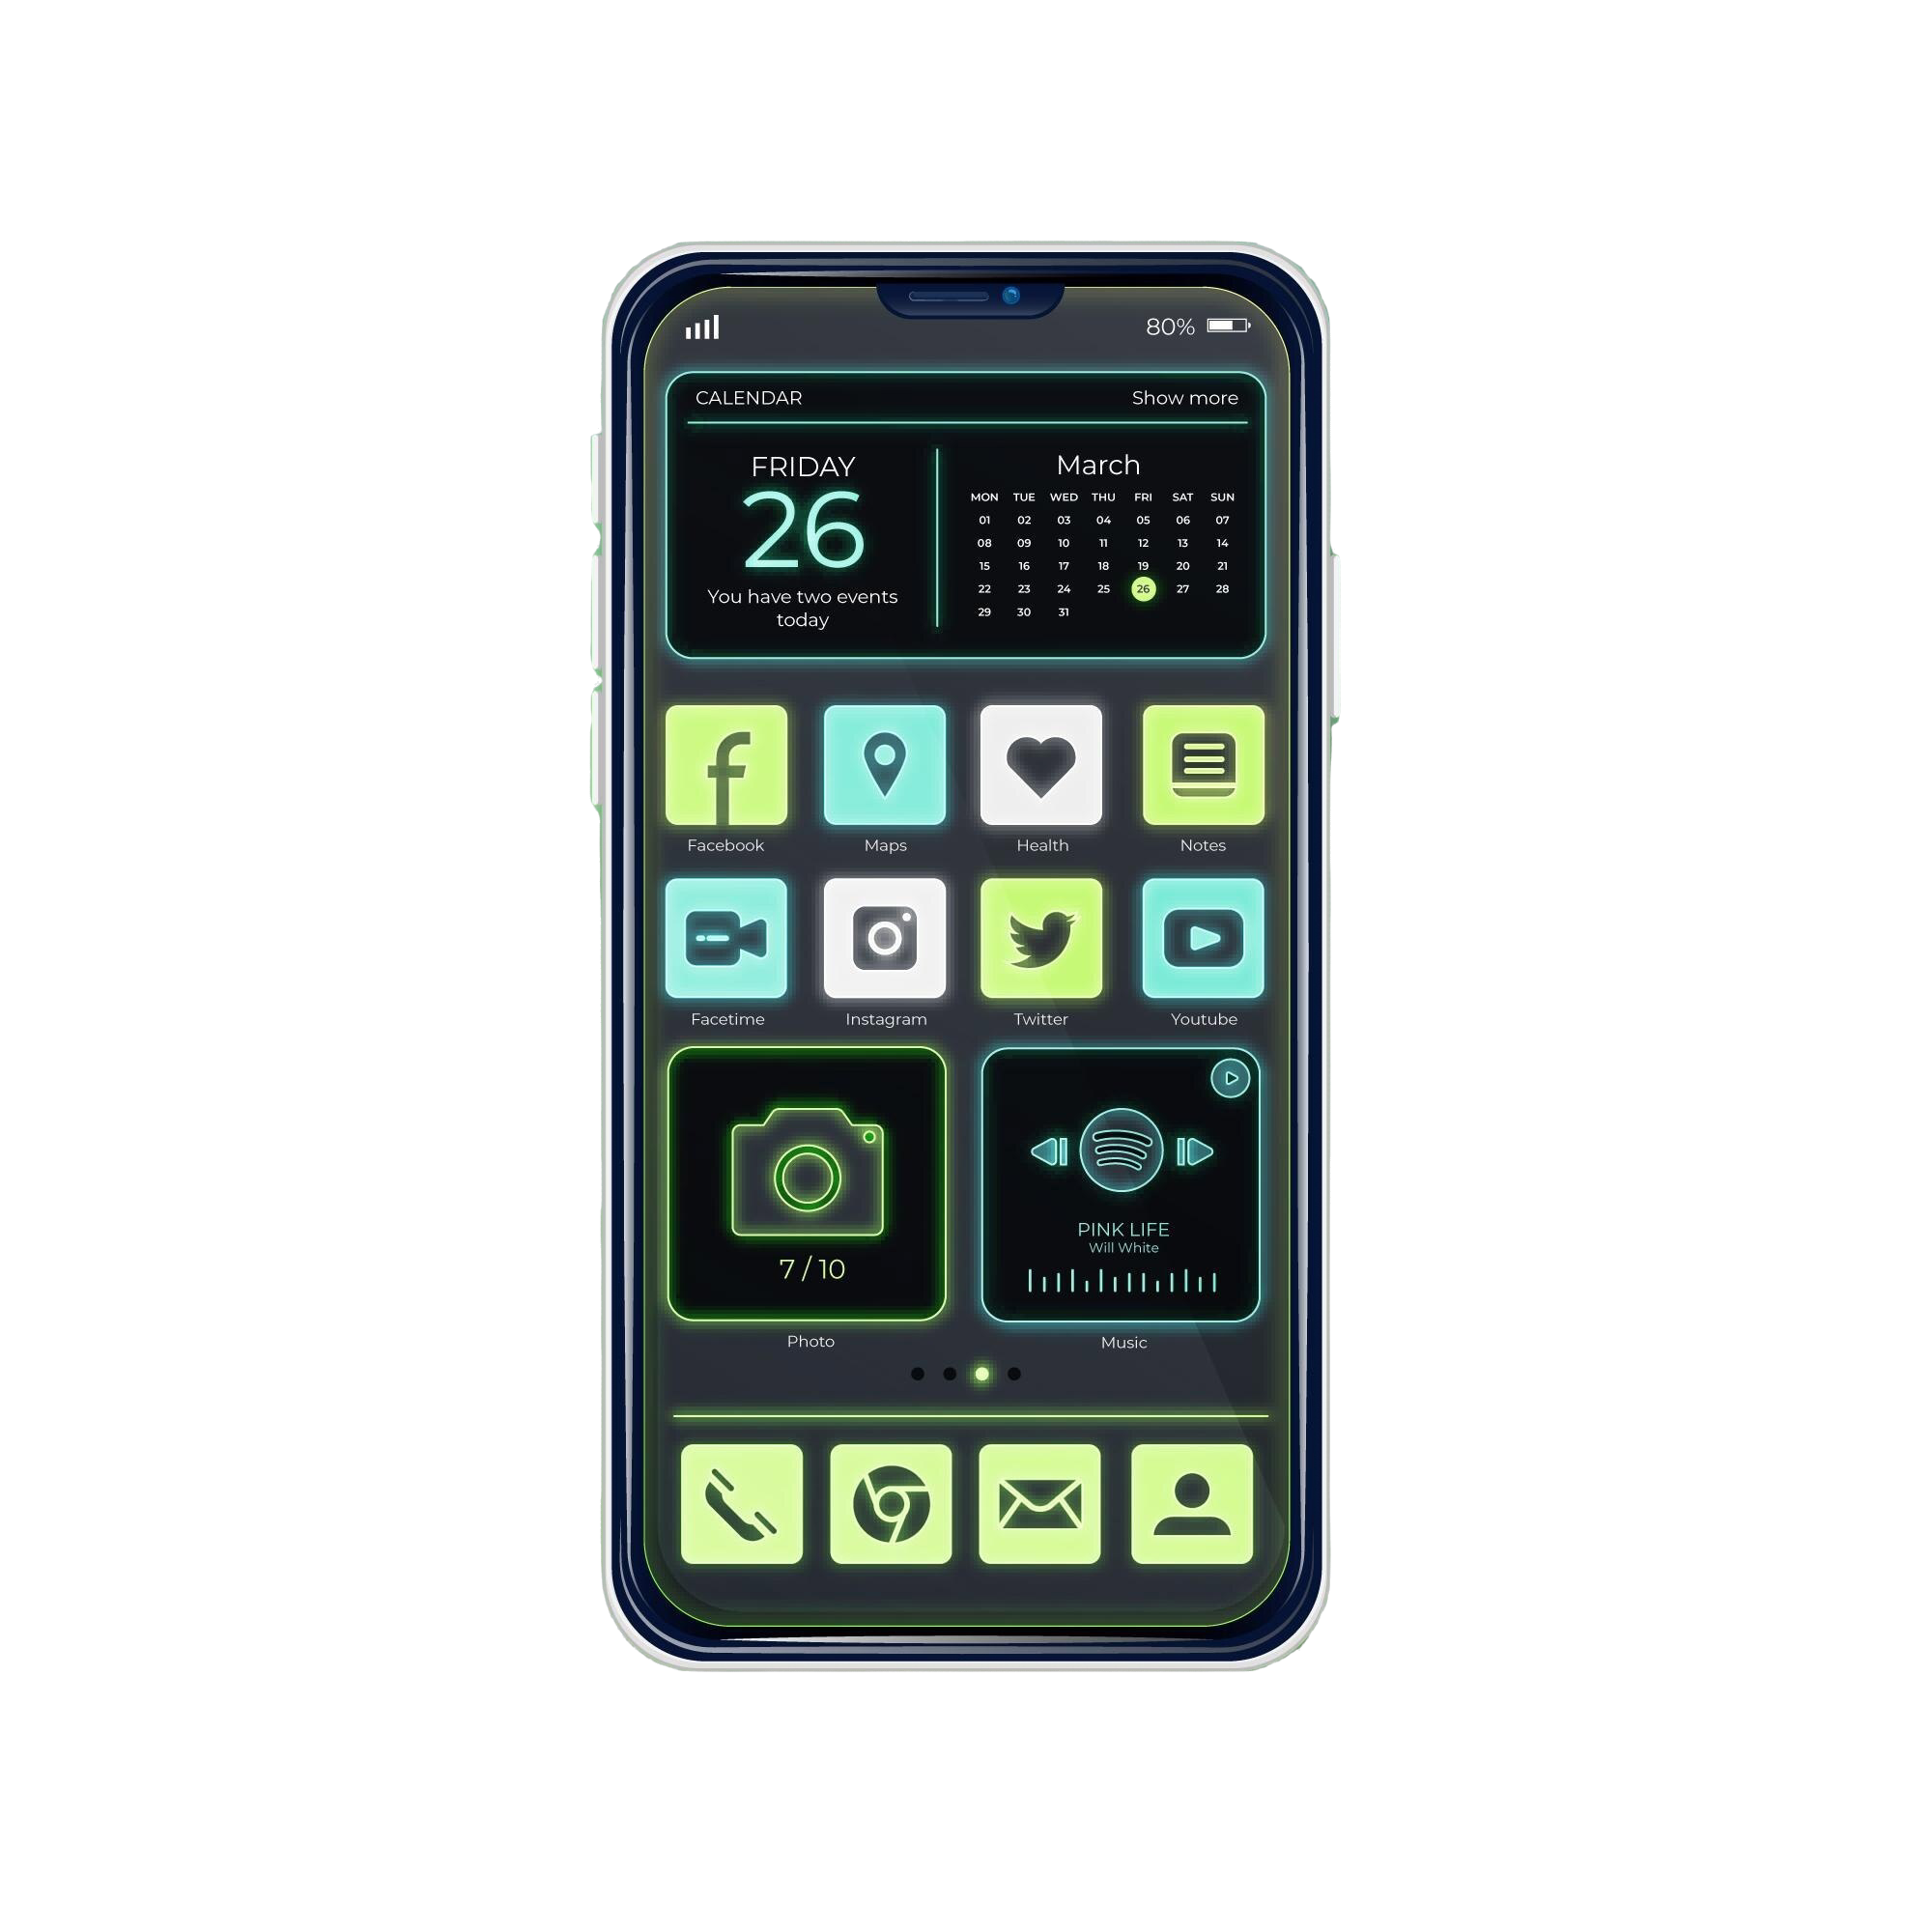 80%
CALENDAR Show more
FRIDAY
26
You have two events
today
March
MON TUE WED THU FRI SAT SUN
01 02 03 04 05 06 07
08 09 10 11 12 13 14
15 16 17 18 19 20 21
22 23 24 25 26 27 28
29 30 31
Facebook Maps Health Notes
Facetime Instagram Twitter Youtube
7 / 10
PINK LIFE
Will White
Photo Music